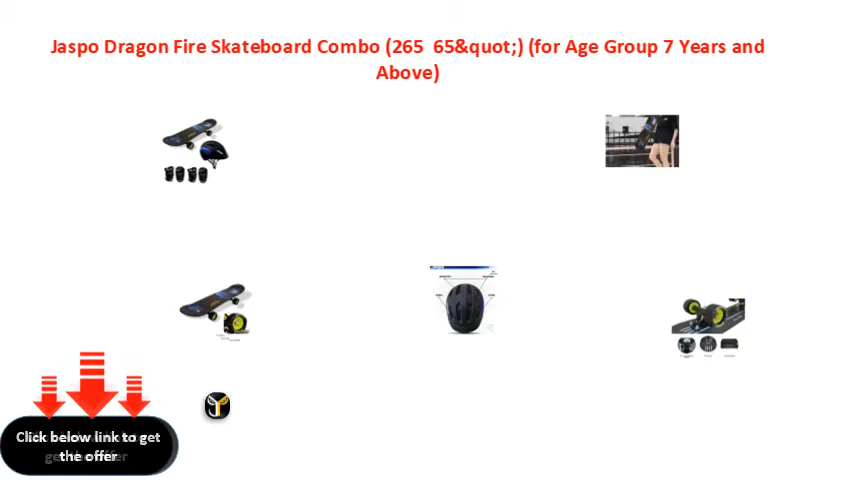 Jaspo Dragon Fire Skateboard Combo (265 65&quot;) (for Age Group 7 Years and
Above)
Click below link to get
the offer